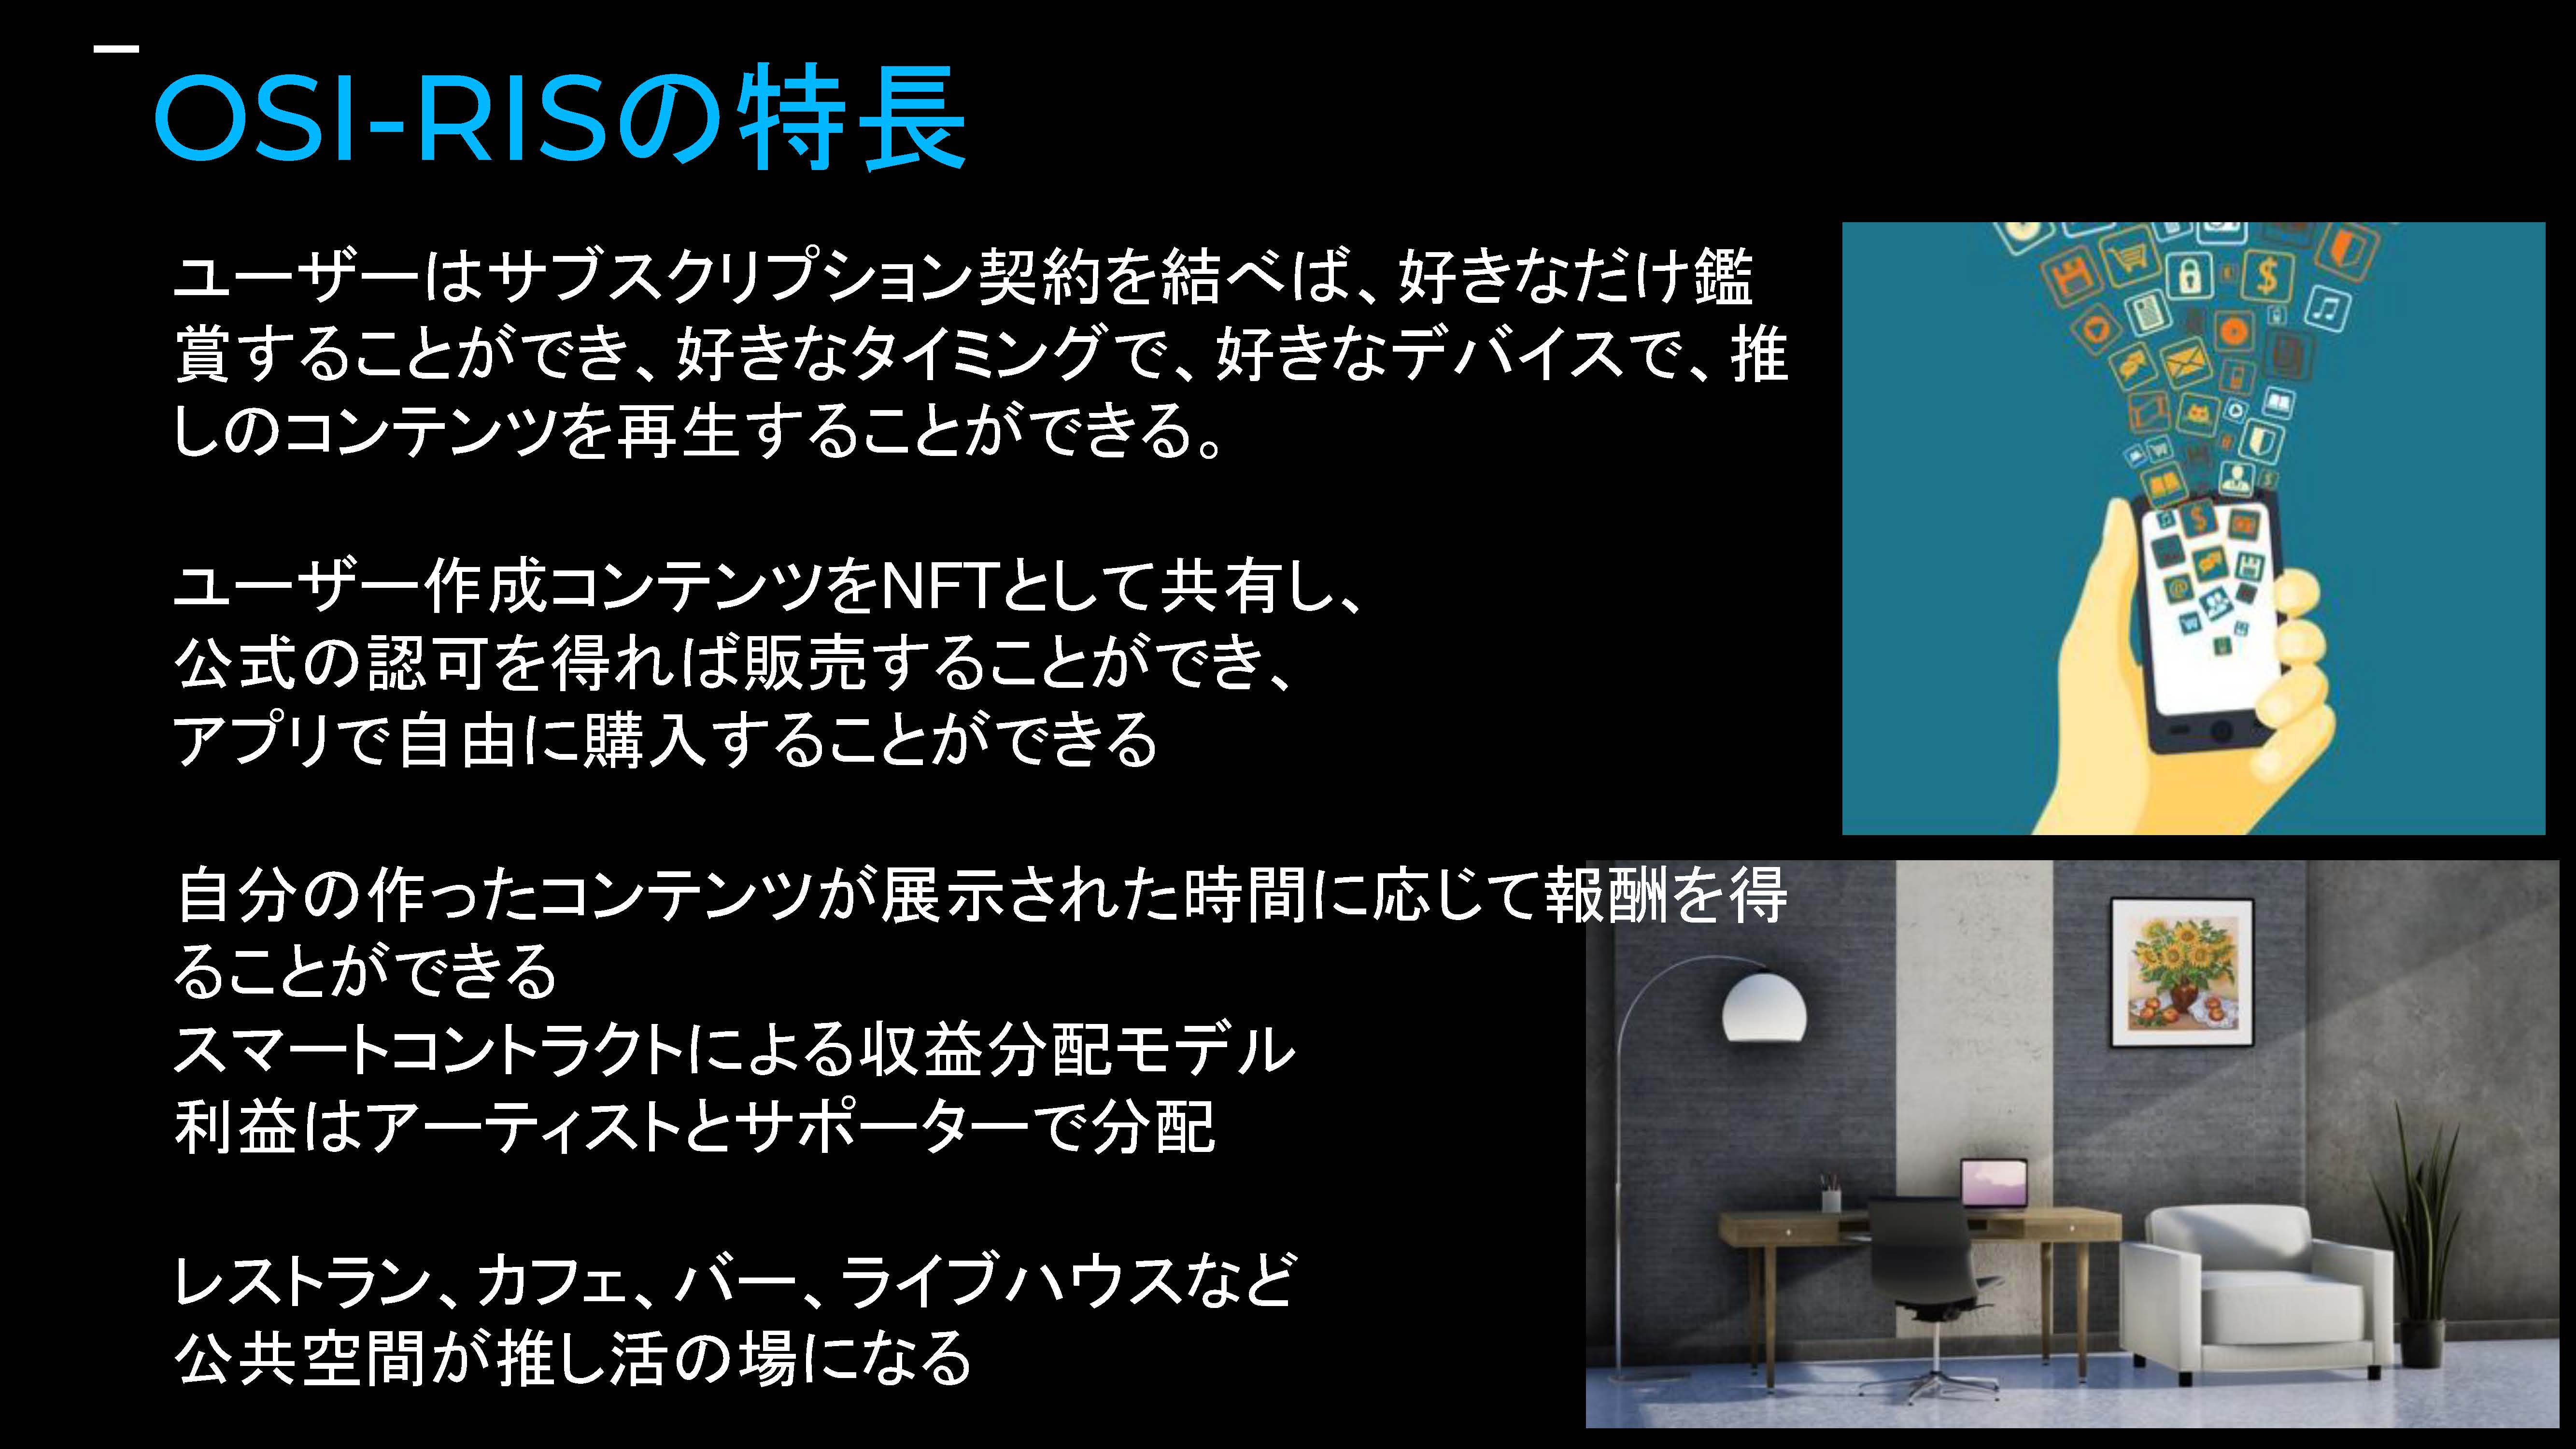 OSI-RISの特長
ユーザーはサブスクリプション契約を結べば、好きなだけ鑑
賞することができ、好きなタイミングで、好きなデバイスで、推
しのコンテンツを再生することができる。
ユーザー作成コンテンツをNFTとして共有し、
公式の認可を得れば販売することができ、
アプリで自由に購入することができる
自分の作ったコンテンツが展示された時間に応じて報酬を得
ることができる
スマートコントラクトによる収益分配モデル
利益はアーティストとサポーターで分配
レストラン、カフェ、バー、ライブハウスなど
公共空間が推し活の場になる